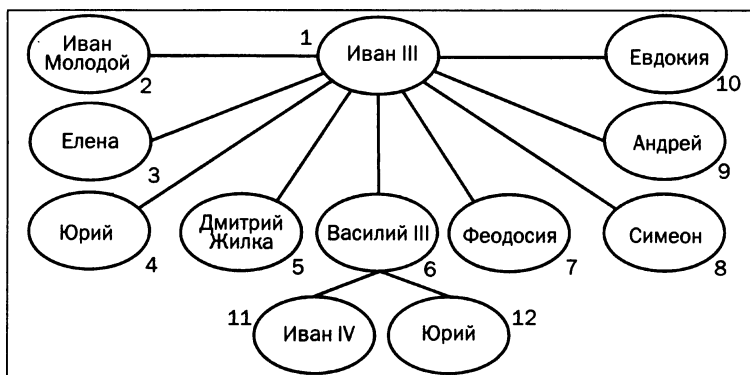 Иван
Молодой
2
1
Иван III
Евдокия
10
Елена
3
Андрей
9
Юрий
4
Дмитрий
Жилка
5
Василий III
6
Феодосия
7
Симеон
8
11
Иван IV
Юрий
12